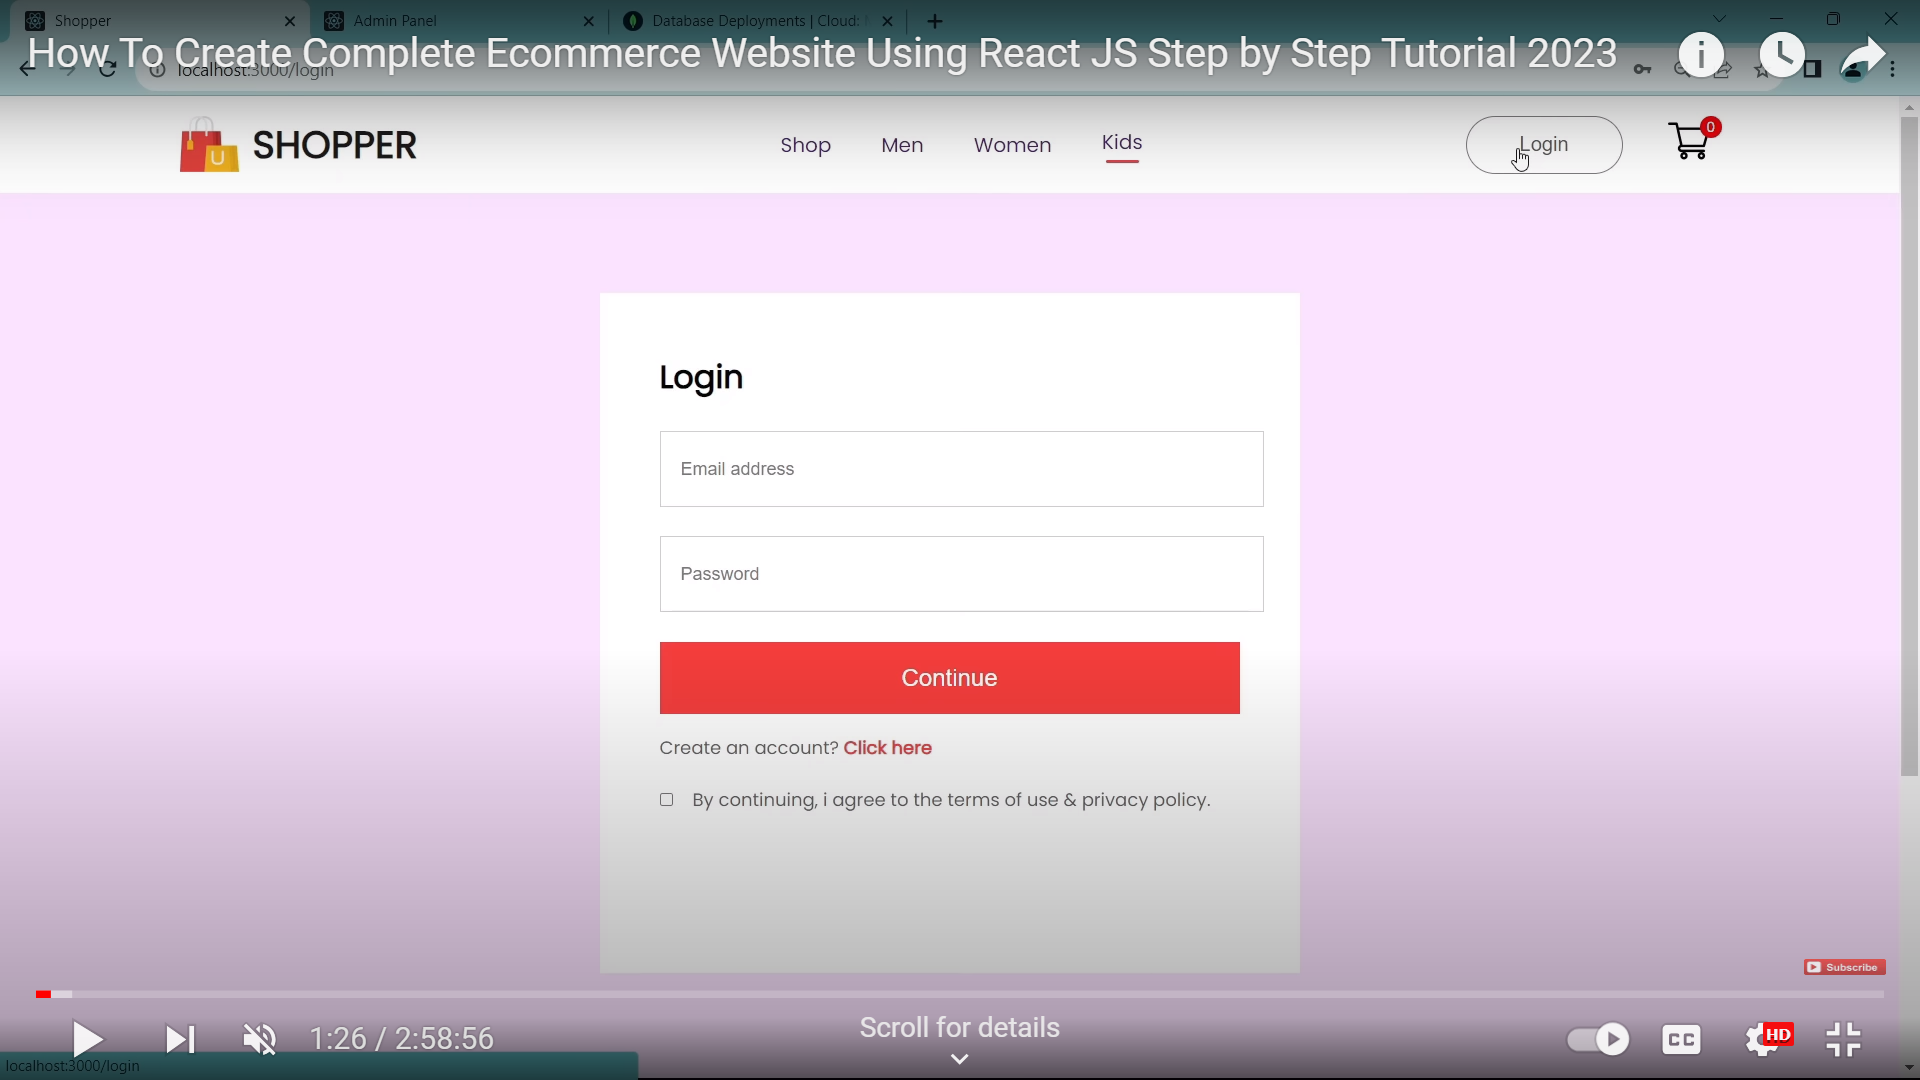 Shopper
Admin Panel
Database Deployments | Cloud:
How To Create Complete Ecommerce Website Using React JS Step by Step Tutorial 2023
localhost:3000/login
SHOPPER
Shop
Men
Women
Kids
Login
0
U
Login
Email address
Password
Continue
Create an account? Click here
By continuing, i agree to the terms of use & privacy policy.
Subscribe
1:26 / 2:58:56
Scroll for details
CC
HD
localhost:3000/login